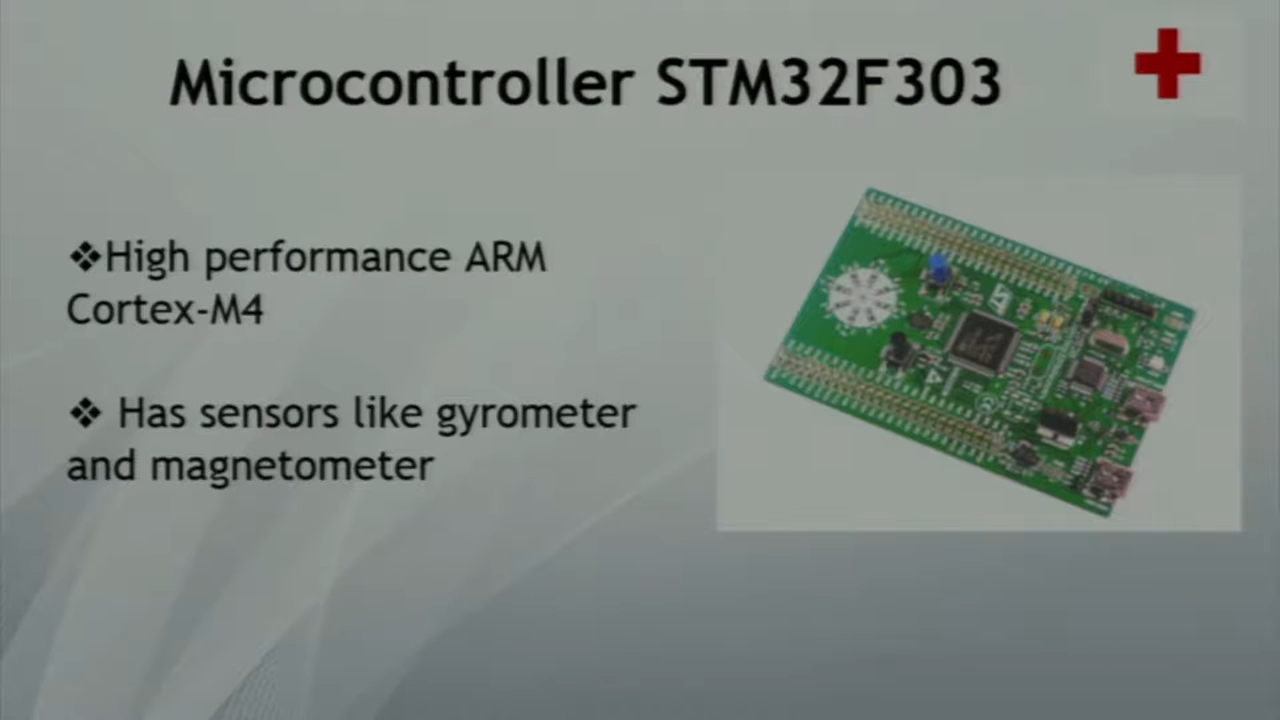 Microcontroller STM32F303
❖High performance ARM
Cortex-M4
❖ Has sensors like gyrometer
and magnetometer